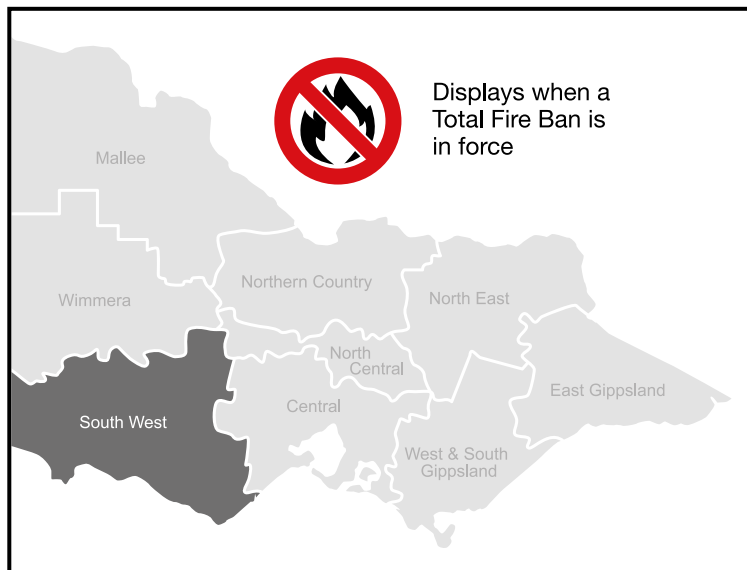 Displays when a
Total Fire Ban is
in force
Mallee
Northern Country
North East
Wimmera
North
Central
East Gippsland
Central
South West
West & South
Gippsland